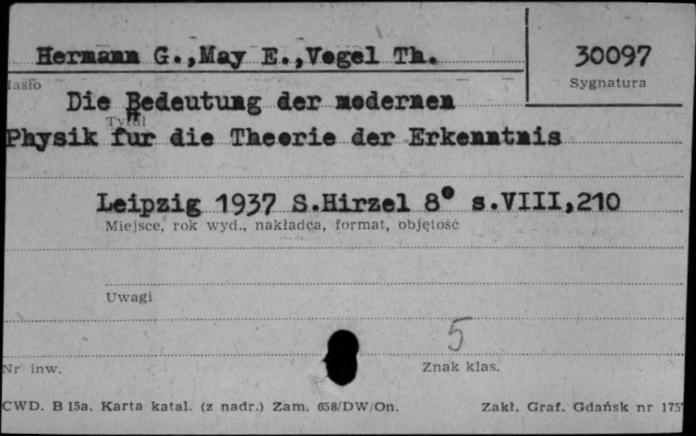 Hermann G.,May E.,Vogel Th.
30097
Hasło
Sygnatura
Die Bedeutung der modernen
Tytuł
Physik für die Theorie der Erkenntnis
Leipzig 1937 S.Hirzel 8° s.VIII,210
Miejsce, rok wyd., nakładca, format, objętość
Uwagi
5
Nr inw.
Znak klas.
CWD. B 15a. Karta katal. (z nadr.) Zam. 658/DW/On.
Zakł. Graf. Gdańsk nr 175